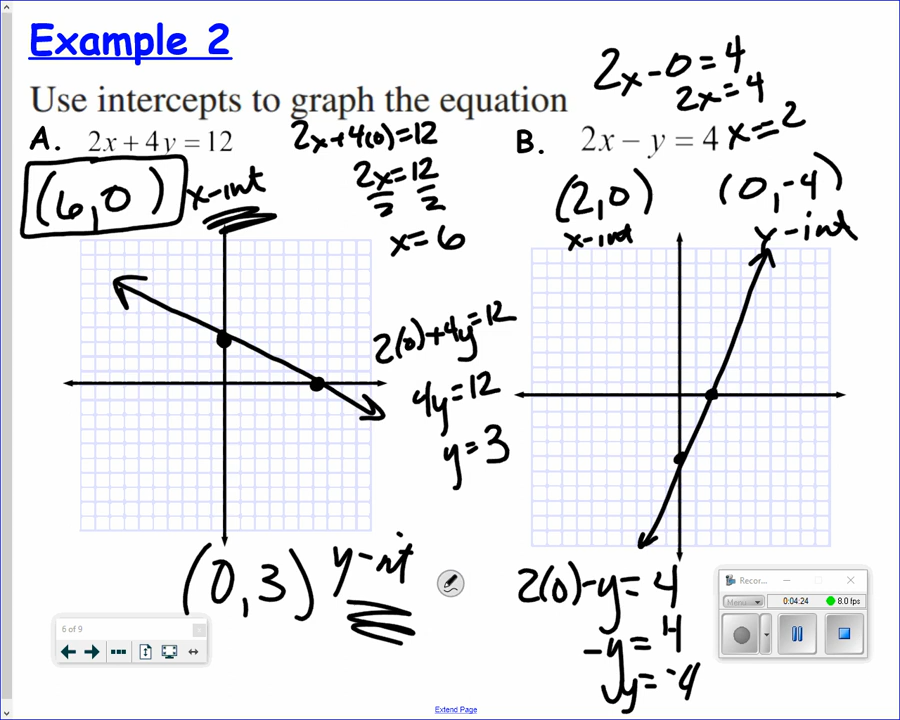 Example 2
Use intercepts to graph the equation
2x-0=4
2x=4
x=2
A. 2x + 4y = 12
2x+4(0)=12
2x=12
2 2
x=6
(6,0) x-int
B. 2x − y = 4
(2,0)
x-int
(0,-4)
y-int
2(0)+4y=12
4y=12
y=3
(0,3) y-int
2(0)-y=4
-y=4
y=-4
6 of 9
Recor...
0:04:24
8.0 fps
Extend Page